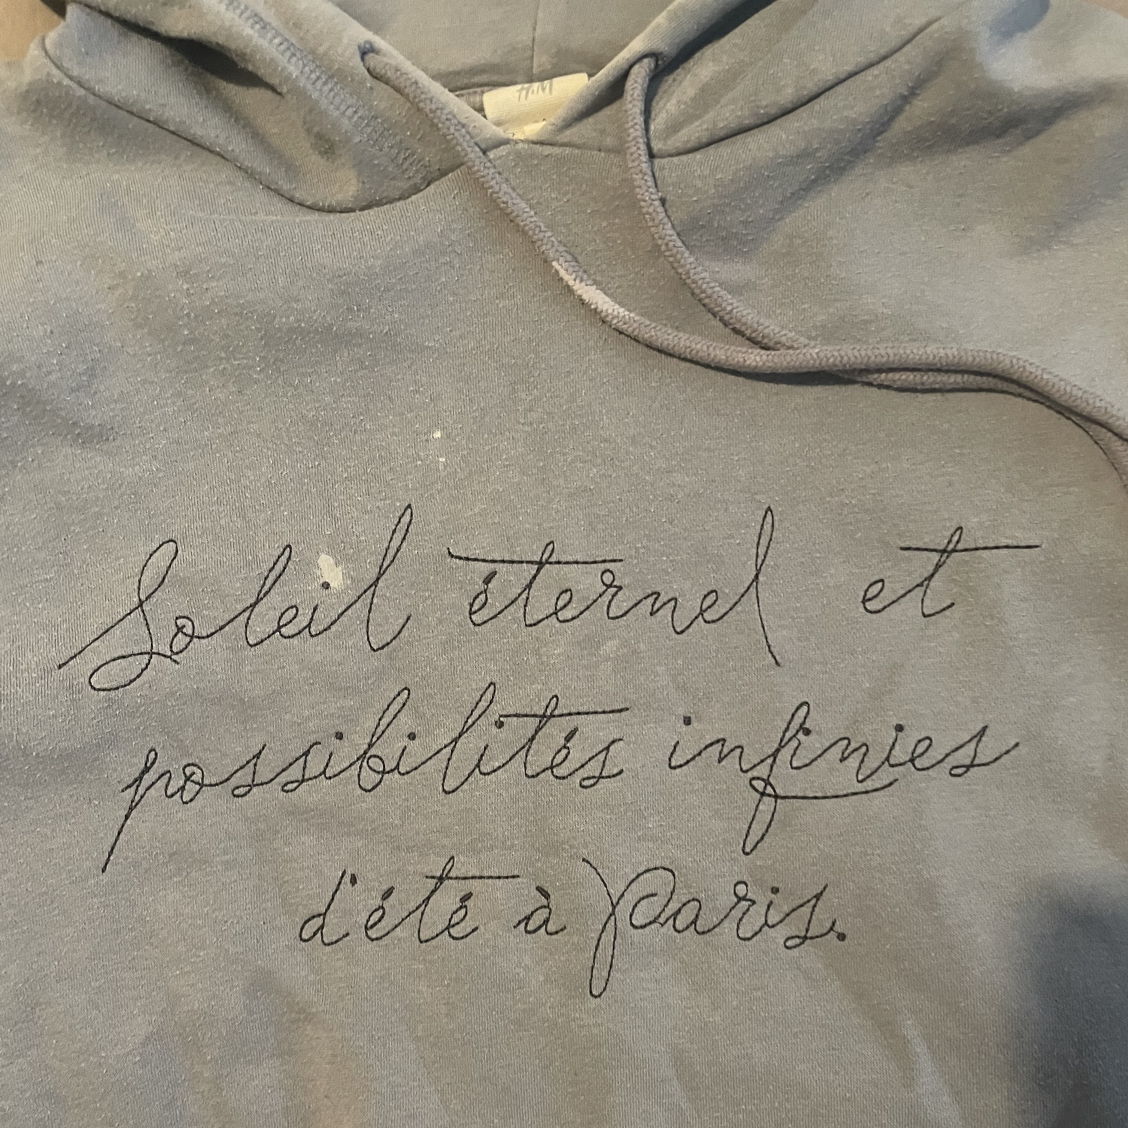 H&M
Soleil éternel et
possibilités infinies
d'été à Paris.